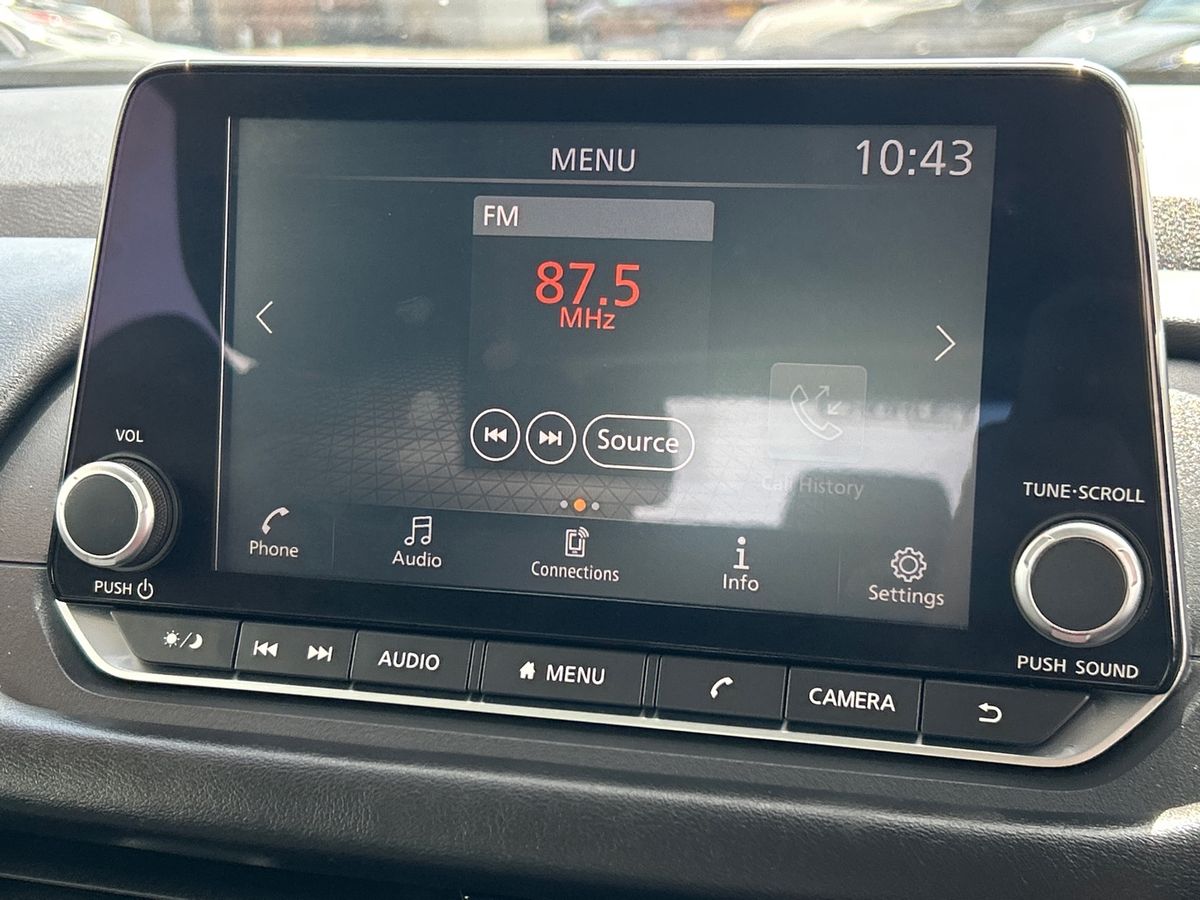 MENU
10:43
FM
87.5
MHz
Source
Call History
Phone
Audio
Connections
Info
Settings
VOL
PUSH
TUNE·SCROLL
PUSH SOUND
AUDIO
MENU
CAMERA